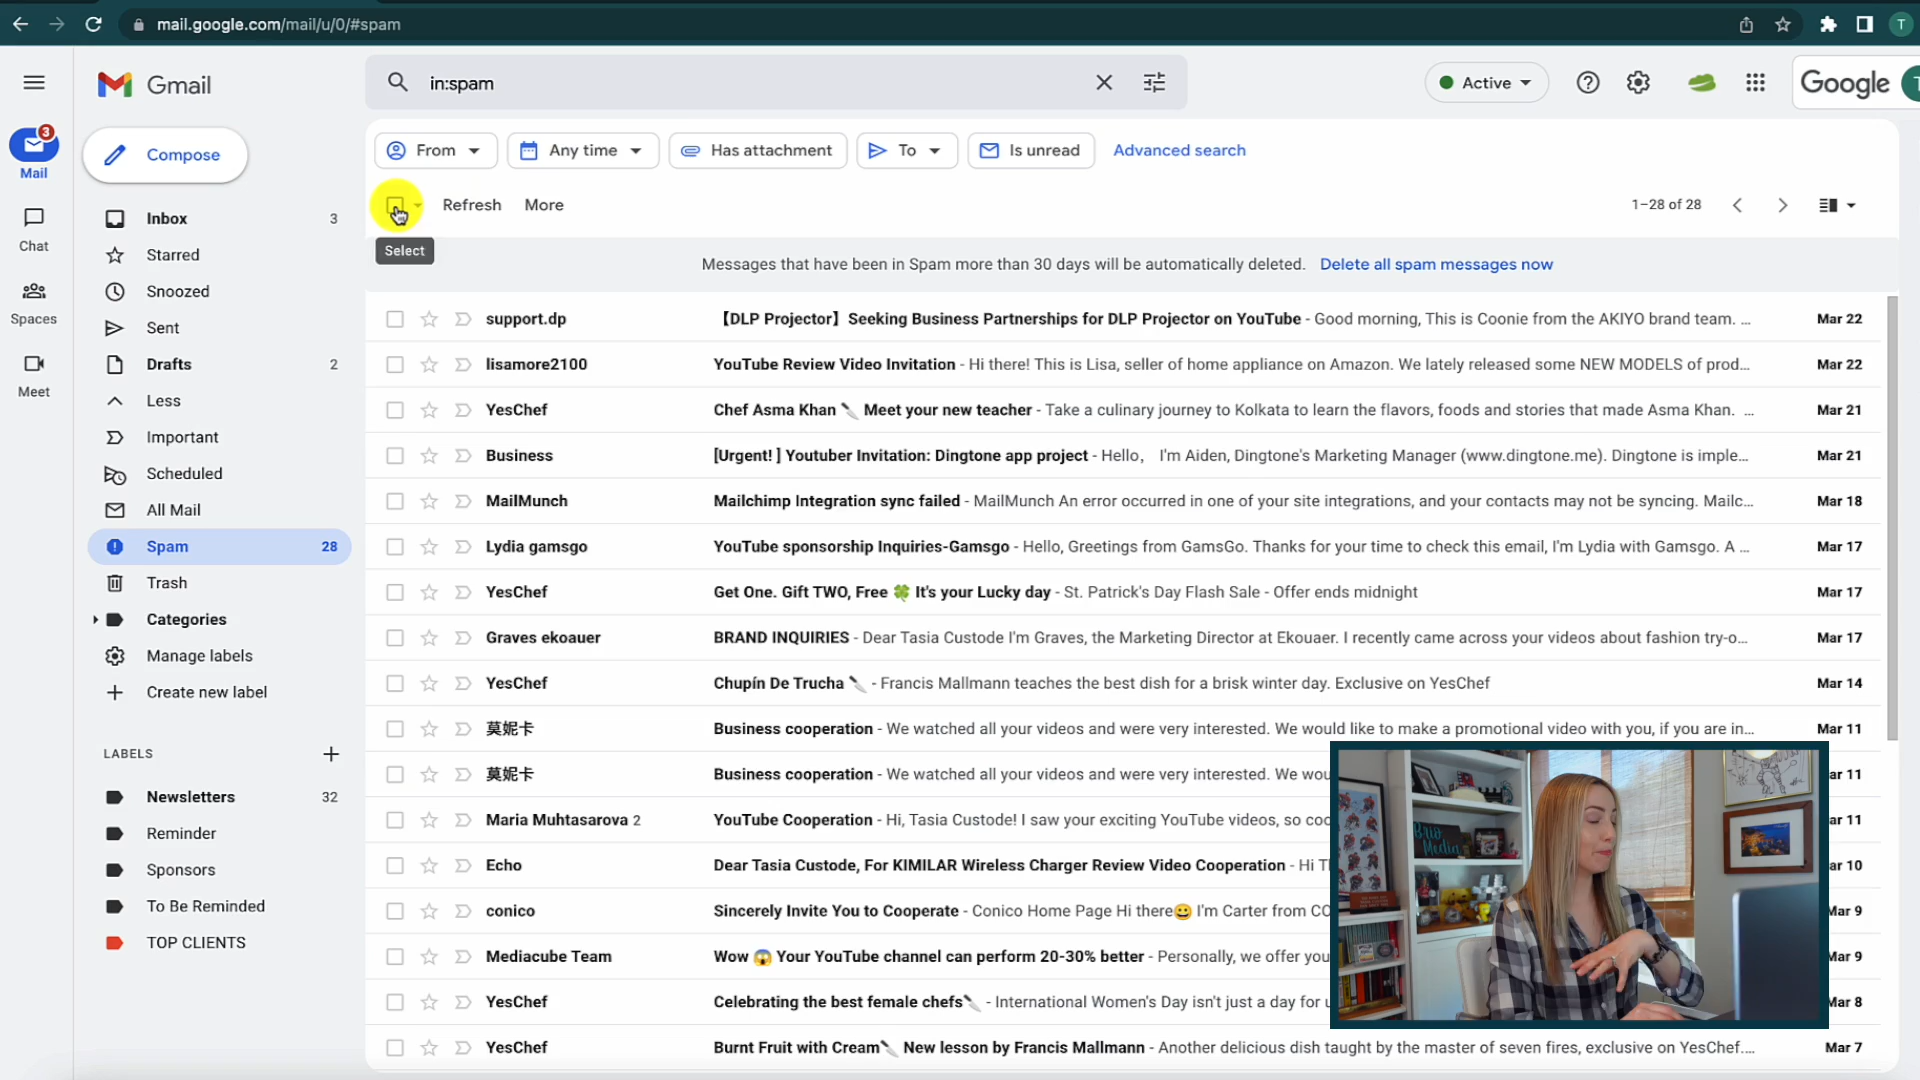 mail.google.com/mail/u/0/#spam
T
Gmail
in:spam
Active
Google
3
Mail
Chat
Spaces
Meet
Compose
Inbox 3
Starred
Snoozed
Sent
Drafts 2
Less
Important
Scheduled
All Mail
Spam 28
Trash
Categories
Manage labels
Create new label
LABELS
Newsletters 32
Reminder
Sponsors
To Be Reminded
TOP CLIENTS
From Any time Has attachment To Is unread Advanced search
Refresh More 1–28 of 28
Select
Messages that have been in Spam more than 30 days will be automatically deleted. Delete all spam messages now
support.dp 【DLP Projector】Seeking Business Partnerships for DLP Projector on YouTube - Good morning, This is Coonie from the AKIYO brand team. ... Mar 22
lisamore2100 YouTube Review Video Invitation - Hi there! This is Lisa, seller of home appliance on Amazon. We lately released some NEW MODELS of prod... Mar 22
YesChef Chef Asma Khan 🔪 Meet your new teacher - Take a culinary journey to Kolkata to learn the flavors, foods and stories that made Asma Khan. ... Mar 21
Business [Urgent! ] Youtuber Invitation: Dingtone app project - Hello， I'm Aiden, Dingtone's Marketing Manager (www.dingtone.me). Dingtone is imple... Mar 21
MailMunch Mailchimp Integration sync failed - MailMunch An error occurred in one of your site integrations, and your contacts may not be syncing. Mailc... Mar 18
Lydia gamsgo YouTube sponsorship Inquiries-Gamsgo - Hello, Greetings from GamsGo. Thanks for your time to check this email, I'm Lydia with Gamsgo. A ... Mar 17
YesChef Get One. Gift TWO, Free 🍀 It's your Lucky day - St. Patrick's Day Flash Sale - Offer ends midnight Mar 17
Graves ekoauer BRAND INQUIRIES - Dear Tasia Custode I'm Graves, the Marketing Director at Ekouaer. I recently came across your videos about fashion try-o... Mar 17
YesChef Chupín De Trucha 🔪 - Francis Mallmann teaches the best dish for a brisk winter day. Exclusive on YesChef Mar 14
莫妮卡 Business cooperation - We watched all your videos and were very interested. We would like to make a promotional video with you, if you are in... Mar 11
莫妮卡 Business cooperation - We watched all your videos and were very interested. We wou ar 11
Maria Muhtasarova 2 YouTube Cooperation - Hi, Tasia Custode! I saw your exciting YouTube videos, so coo ar 11
Echo Dear Tasia Custode, For KIMILAR Wireless Charger Review Video Cooperation - Hi T ar 10
conico Sincerely Invite You to Cooperate - Conico Home Page Hi there😀 I'm Carter from CO Mar 9
Mediacube Team Wow 😱 Your YouTube channel can perform 20-30% better - Personally, we offer you Mar 9
YesChef Celebrating the best female chefs🔪 - International Women's Day isn't just a day for u Mar 8
YesChef Burnt Fruit with Cream🔪 New lesson by Francis Mallmann - Another delicious dish taught by the master of seven fires, exclusive on YesChef.... Mar 7
Brio
Media